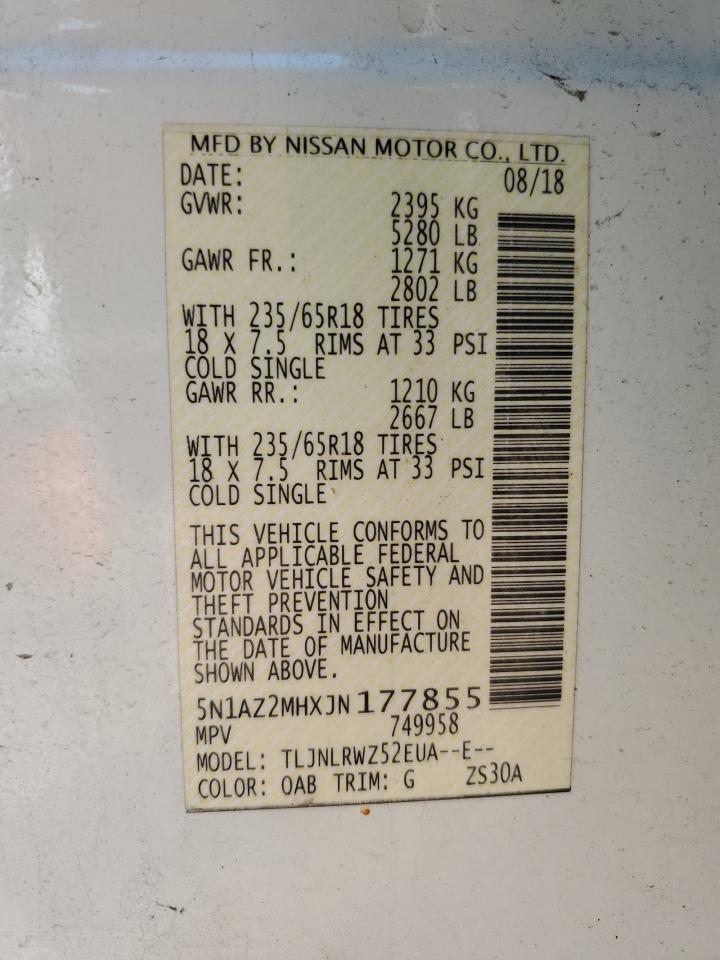 MFD BY NISSAN MOTOR CO., LTD.
DATE: 08/18
GVWR: 2395 KG
5280 LB
GAWR FR.: 1271 KG
2802 LB
WITH 235/65R18 TIRES
18 X 7.5 RIMS AT 33 PSI
COLD SINGLE
GAWR RR.: 1210 KG
2667 LB
WITH 235/65R18 TIRES
18 X 7.5 RIMS AT 33 PSI
COLD SINGLE
THIS VEHICLE CONFORMS TO
ALL APPLICABLE FEDERAL
MOTOR VEHICLE SAFETY AND
THEFT PREVENTION
STANDARDS IN EFFECT ON
THE DATE OF MANUFACTURE
SHOWN ABOVE.
5N1AZ2MHXJN177855
MPV 749958
MODEL: TLJNLRWZ52EUA--E--
COLOR: QAB TRIM: G ZS30A